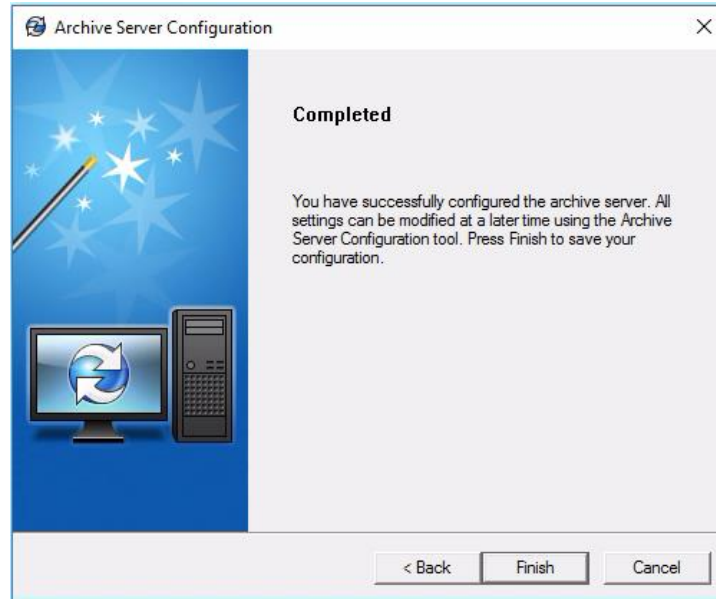 Archive Server Configuration
Completed
You have successfully configured the archive server. All
settings can be modified at a later time using the Archive
Server Configuration tool. Press Finish to save your
configuration.
< Back
Finish
Cancel